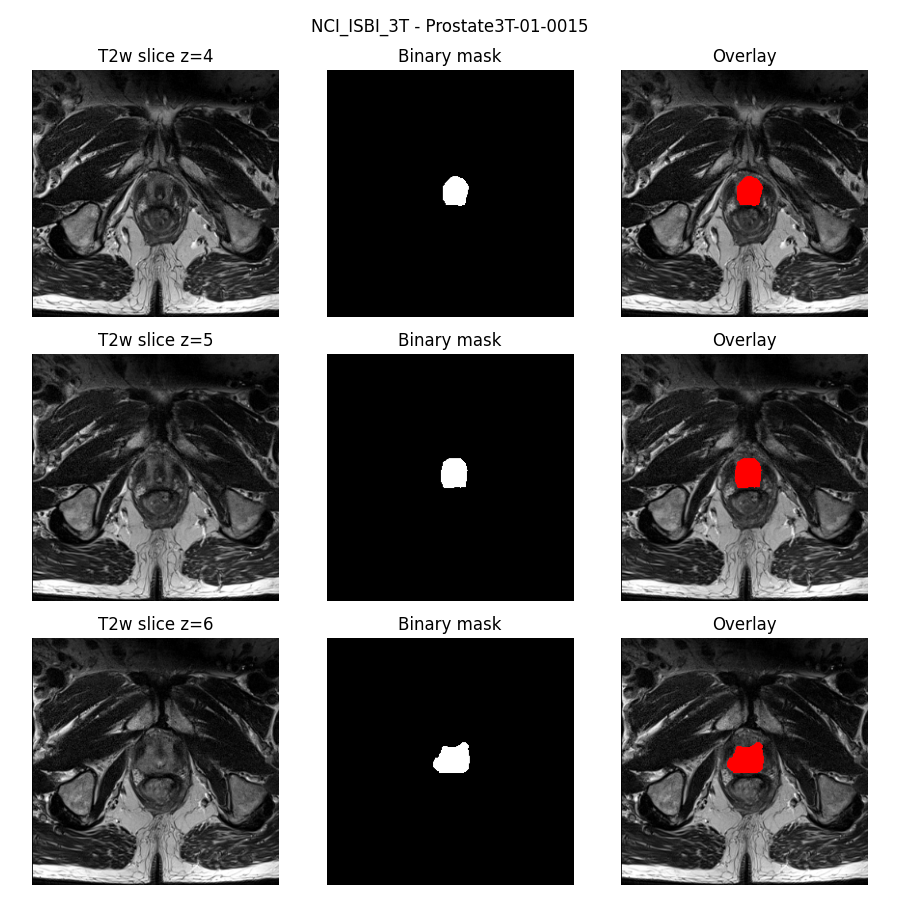 NCI_ISBI_3T - Prostate3T-01-0015
T2w slice z=4
Binary mask
Overlay
T2w slice z=5
Binary mask
Overlay
T2w slice z=6
Binary mask
Overlay